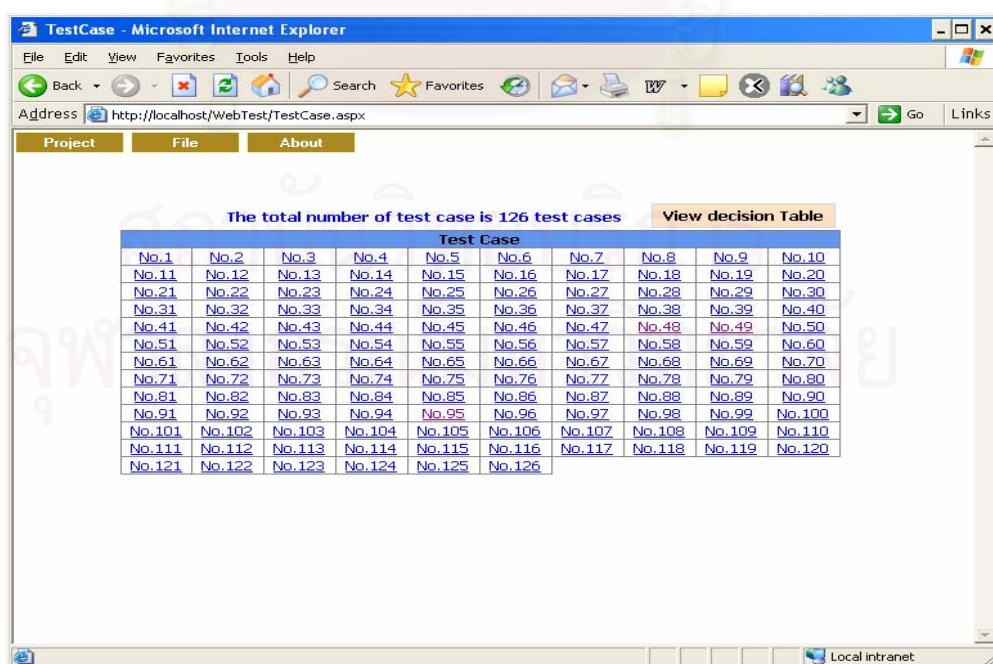 TestCase - Microsoft Internet Explorer
File Edit View Favorites Tools Help
Back Search Favorites
Address http://localhost/WebTest/TestCase.aspx Go Links
Project File About
The total number of test case is 126 test cases View decision Table
Test Case
No.1 No.2 No.3 No.4 No.5 No.6 No.7 No.8 No.9 No.10
No.11 No.12 No.13 No.14 No.15 No.16 No.17 No.18 No.19 No.20
No.21 No.22 No.23 No.24 No.25 No.26 No.27 No.28 No.29 No.30
No.31 No.32 No.33 No.34 No.35 No.36 No.37 No.38 No.39 No.40
No.41 No.42 No.43 No.44 No.45 No.46 No.47 No.48 No.49 No.50
No.51 No.52 No.53 No.54 No.55 No.56 No.57 No.58 No.59 No.60
No.61 No.62 No.63 No.64 No.65 No.66 No.67 No.68 No.69 No.70
No.71 No.72 No.73 No.74 No.75 No.76 No.77 No.78 No.79 No.80
No.81 No.82 No.83 No.84 No.85 No.86 No.87 No.88 No.89 No.90
No.91 No.92 No.93 No.94 No.95 No.96 No.97 No.98 No.99 No.100
No.101 No.102 No.103 No.104 No.105 No.106 No.107 No.108 No.109 No.110
No.111 No.112 No.113 No.114 No.115 No.116 No.117 No.118 No.119 No.120
No.121 No.122 No.123 No.124 No.125 No.126
Local intranet